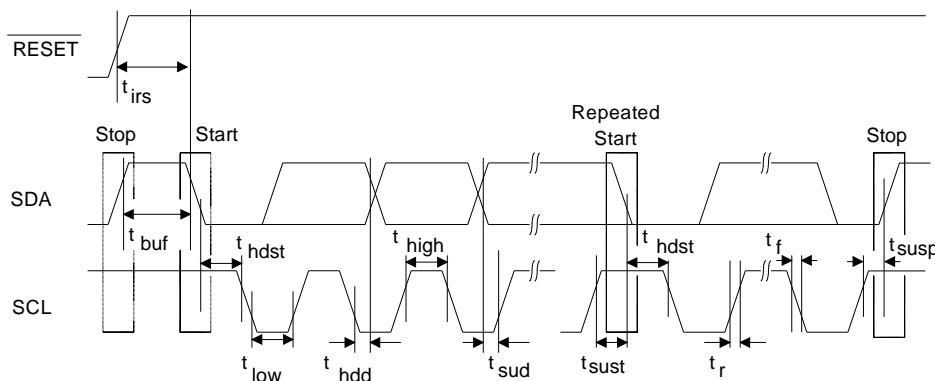 RESET
t irs
Repeated
Stop Start Start Stop
SDA
t buf t hdst t high t hdst t f t susp
SCL
t low t hdd t sud t sust t r